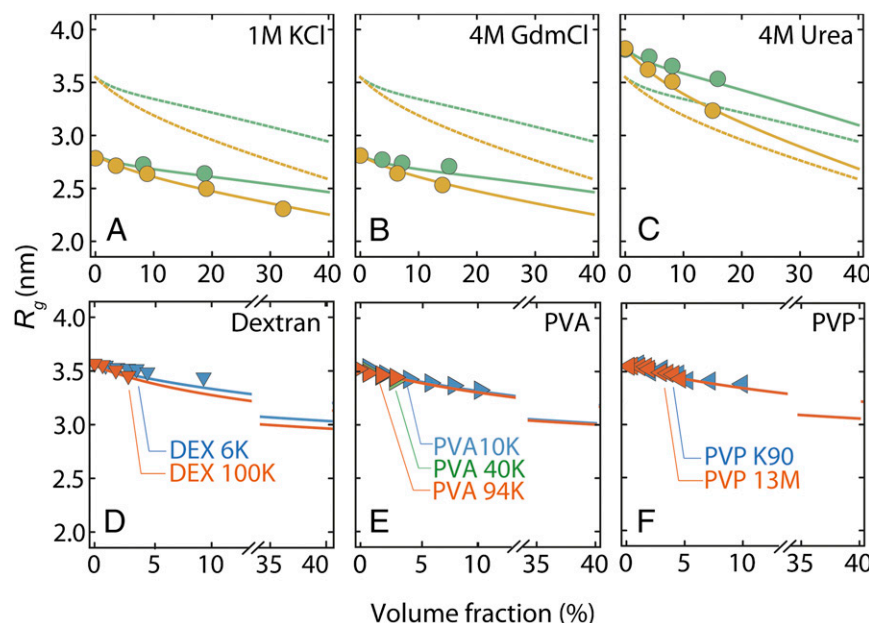 4.0
3.5
3.0
2.5
2.0
1M KCl
A
0 10 20 30 40
4M GdmCl
B
0 10 20 30 40
4M Urea
C
0 10 20 30 40
Rg (nm)
4.0
3.5
3.0
2.5
2.0
Dextran
DEX 6K
DEX 100K
D
0 5 35 40
PVA
PVA10K
PVA 40K
PVA 94K
E
0 5 10 35 40
PVP
PVP K90
PVP 13M
F
0 5 10 35 40
Volume fraction (%)